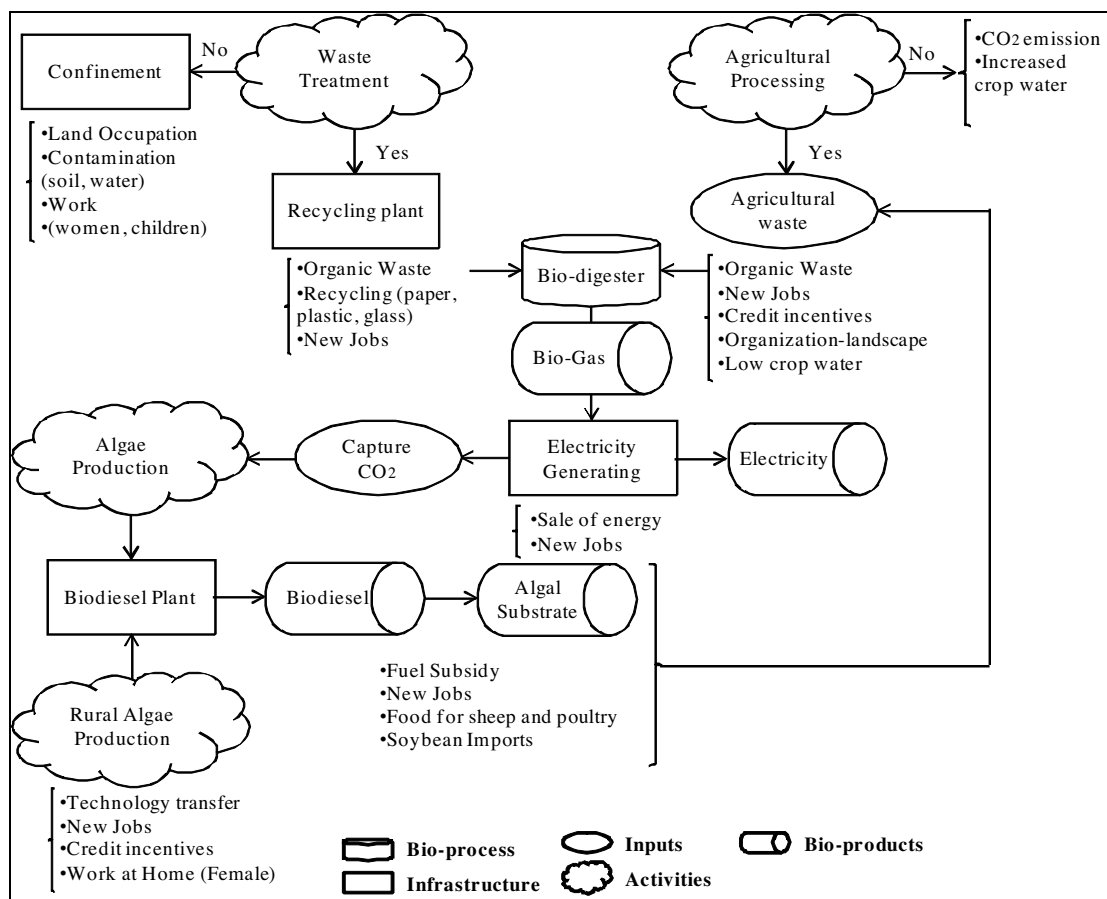 Confinement
No
Waste
Treatment
Agricultural
Processing
No
•CO2 emission
•Increased
crop water
•Land Occupation
•Contamination
(soil, water)
•Work
•(women, children)
Yes
Recycling plant
Yes
Agricultural
waste
•Organic Waste
•Recycling (paper,
plastic, glass)
•New Jobs
Bio-digester
•Organic Waste
•New Jobs
•Credit incentives
•Organization-landscape
•Low crop water
Bio-Gas
Algae
Production
Capture
CO2
Electricity
Generating
Electricity
•Sale of energy
•New Jobs
Biodiesel Plant
Biodiesel
Algal
Substrate
•Fuel Subsidy
•New Jobs
•Food for sheep and poultry
•Soybean Imports
Rural Algae
Production
•Technology transfer
•New Jobs
•Credit incentives
•Work at Home (Female)
Bio-process
Inputs
Bio-products
Infrastructure
Activities